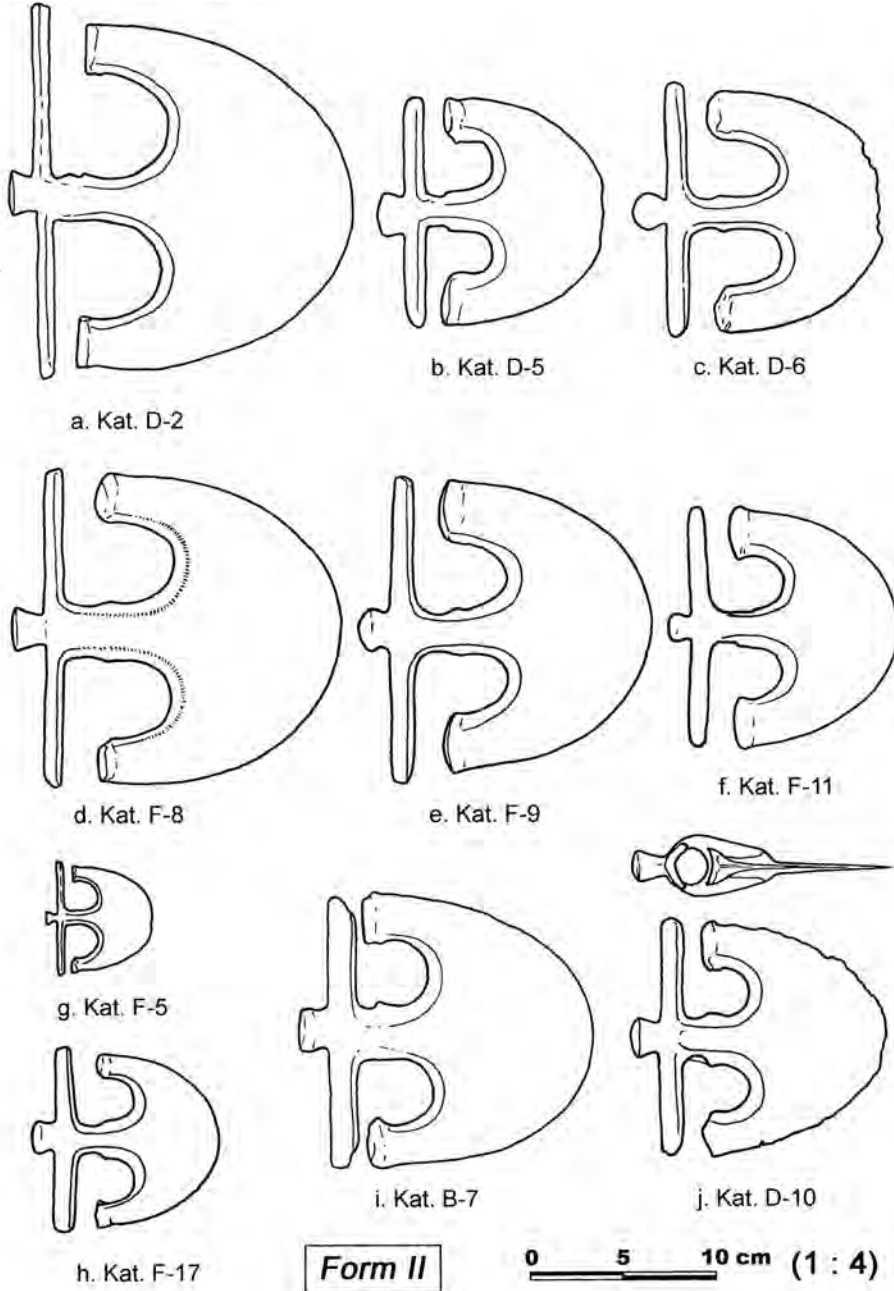 a. Kat. D-2
b. Kat. D-5
c. Kat. D-6
d. Kat. F-8
e. Kat. F-9
f. Kat. F-11
g. Kat. F-5
h. Kat. F-17
i. Kat. B-7
j. Kat. D-10
Form II
0 5 10 cm (1 : 4)